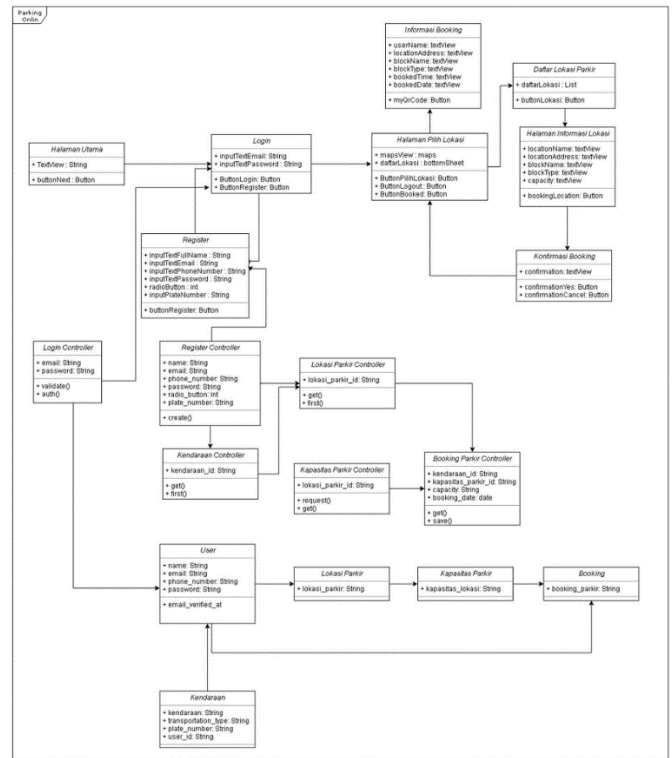 Parking
Onlin
Informasi Booking
+ userName: textView
+ locationAddress: textView
+ blockName: textView
+ blockType: textView
+ bookedTime: textView
+ bookedDate: textView
+ myQrCode: Button
Daftar Lokasi Parkir
+ daftarLokasi : List
+ buttonLokasi: Button
Halaman Utama
+ TextView : String
+ buttonNext : Button
Login
+ inputTextEmail: String
+ inputTextPassword : String
+ ButtonLogin: Button
+ ButtonRegister: Button
Halaman Pilih Lokasi
+ mapsView : maps
+ daftarLokasi : bottomSheet
+ ButtonPilihLokasi: Button
+ ButtonLogout: Button
+ ButtonBooked: Button
Halaman Informasi Lokasi
+ locationName: textView
+ locationAddress: textView
+ blockName: textView
+ blockType: textView
+ capacity: textView
+ bookingLocation: Button
Register
+ inputTextFullName : String
+ inputTextEmail: String
+ inputTextPhoneNumber : String
+ inputTextPassword : String
+ radioButton : int
+ inputPlateNumber : String
+ buttonRegister: Button
Konfirmasi Booking
+ confirmation: textView
+ confirmationYes: Button
+ confirmationCancel: Button
Login Controller
+ email: String
+ password: String
+ validate()
+ auth()
Register Controller
+ name: String
+ email: String
+ phone_number: String
+ password: String
+ radio_button: Int
+ plate_number: String
+ create()
Lokasi Parkir Controller
+ lokasi_parkir_id: String
+ get()
+ first()
Kendaraan Controller
+ kendaraan_id: String
+ get()
+ first()
Kapasitas Parkir Controller
+ lokasi_parkir_id: String
+ request()
+ get()
Booking Parkir Controller
+ kendaraan_id: String
+ kapasitas_parkir_id: String
+ capacity: String
+ booking_date: date
+ get()
+ save()
User
+ name: String
+ email: String
+ phone_number: String
+ password: String
+ email_verified_at
Lokasi Parkir
+ lokasi_parkir: String
Kapasitas Parkir
+ kapasitas_lokasi: String
Booking
+ booking_parkir: String
Kendaraan
+ kendaraan: String
+ transportation_type: String
+ plate_number: String
+ user_id: String